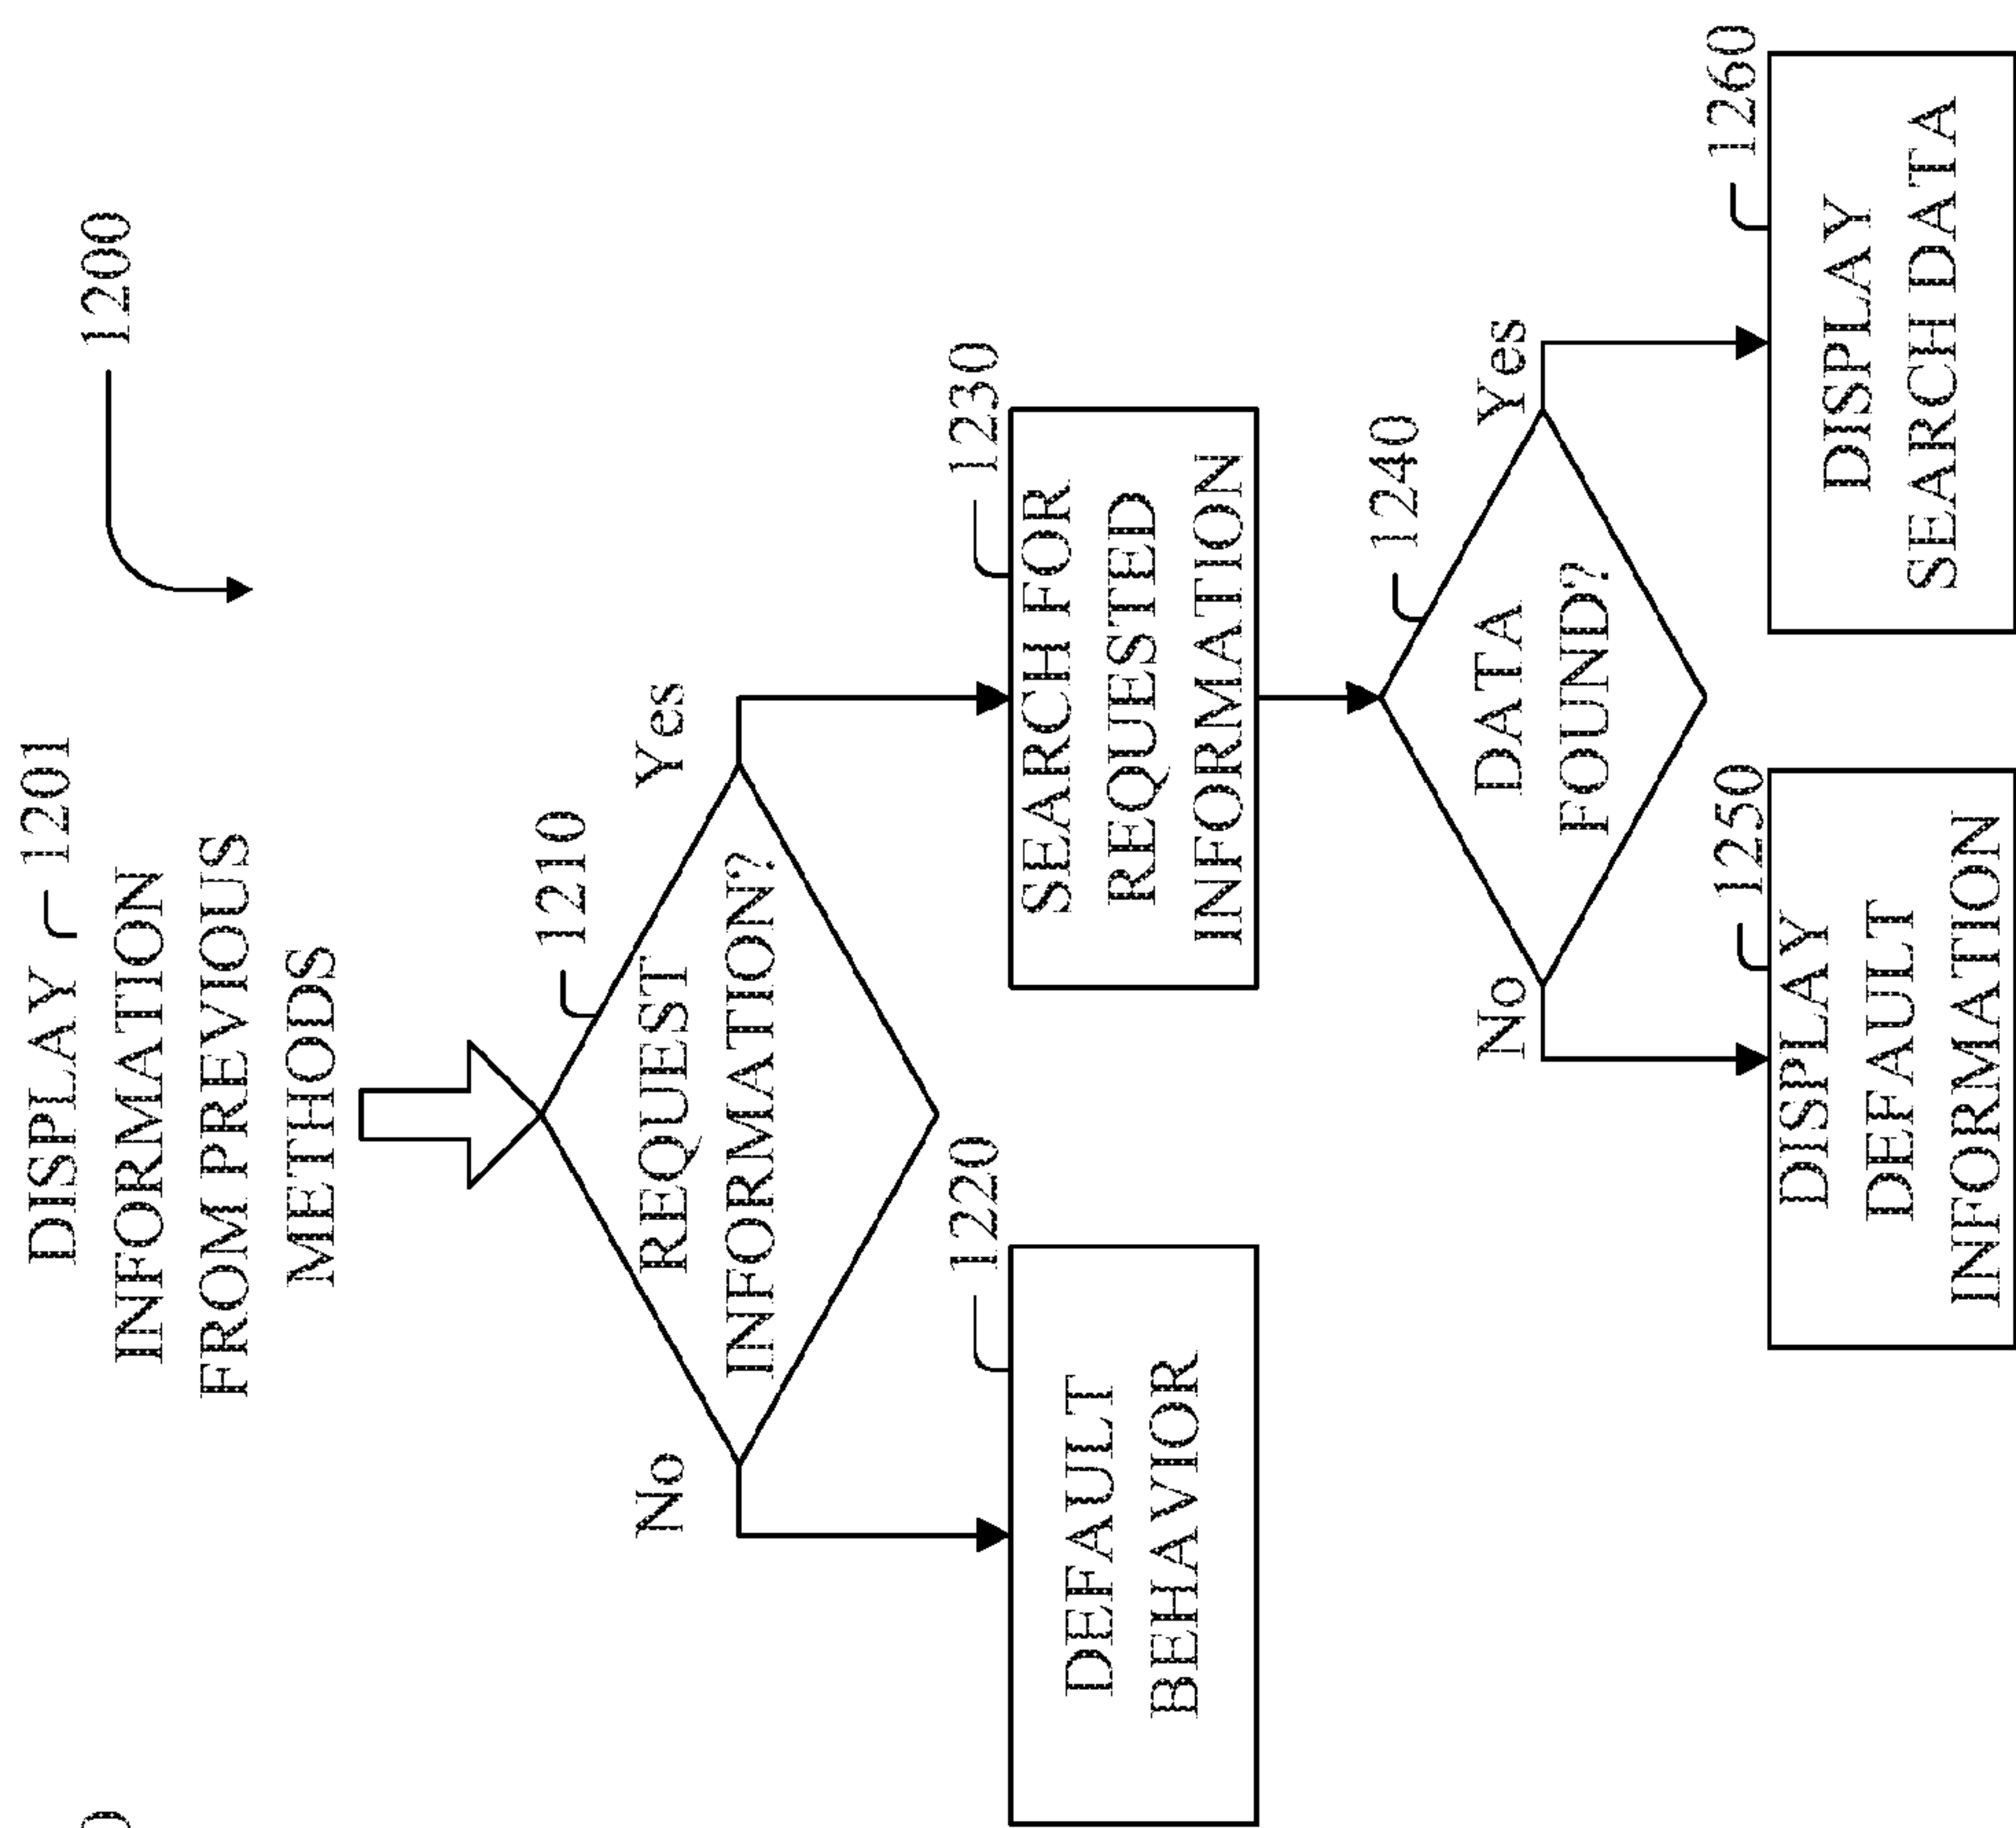 1200
DISPLAY 1201
INFORMATION
FROM PREVIOUS
METHODS
1210
REQUEST
INFORMATION?
No
Yes
1220
DEFAULT
BEHAVIOR
1230
SEARCH FOR
REQUESTED
INFORMATION
1240
DATA
FOUND?
No
Yes
1250
DISPLAY
DEFAULT
INFORMATION
1260
DISPLAY
SEARCH DATA